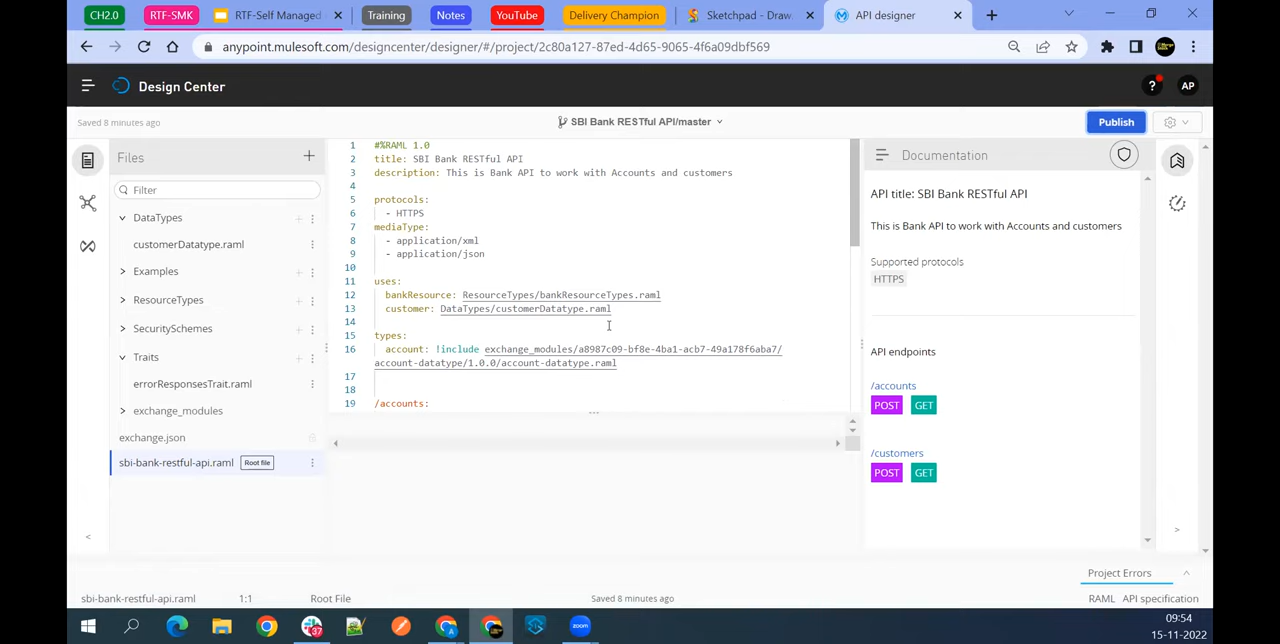 CH2.0
RTF-SMK
RTF-Self Managed
Training
Notes
YouTube
Delivery Champion
Sketchpad - Draw.
API designer
anypoint.mulesoft.com/designcenter/designer/#/project/2c80a127-87ed-4d65-9065-4f6a09dbf569
Design Center
? AP
Saved 8 minutes ago
SBI Bank RESTful API/master
Publish
Files
Filter
DataTypes
customerDatatype.raml
Examples
ResourceTypes
SecuritySchemes
Traits
errorResponsesTrait.raml
exchange_modules
exchange.json
sbi-bank-restful-api.raml Root file
1 #%RAML 1.0
2 title: SBI Bank RESTful API
3 description: This is Bank API to work with Accounts and customers
4
5 protocols:
6 - HTTPS
7 mediaType:
8 - application/xml
9 - application/json
10
11 uses:
12 bankResource: ResourceTypes/bankResourceTypes.raml
13 customer: DataTypes/customerDatatype.raml
14
15 types:
16 account: !include exchange_modules/a8987c09-bf8e-4ba1-acb7-49a178f6aba7/
account-datatype/1.0.0/account-datatype.raml
17
18
19 /accounts:
Documentation
API title: SBI Bank RESTful API
This is Bank API to work with Accounts and customers
Supported protocols
HTTPS
API endpoints
/accounts
POST GET
/customers
POST GET
Project Errors
sbi-bank-restful-api.raml 1:1 Root File Saved 8 minutes ago RAML API specification
37
zoom
09:54
15-11-2022